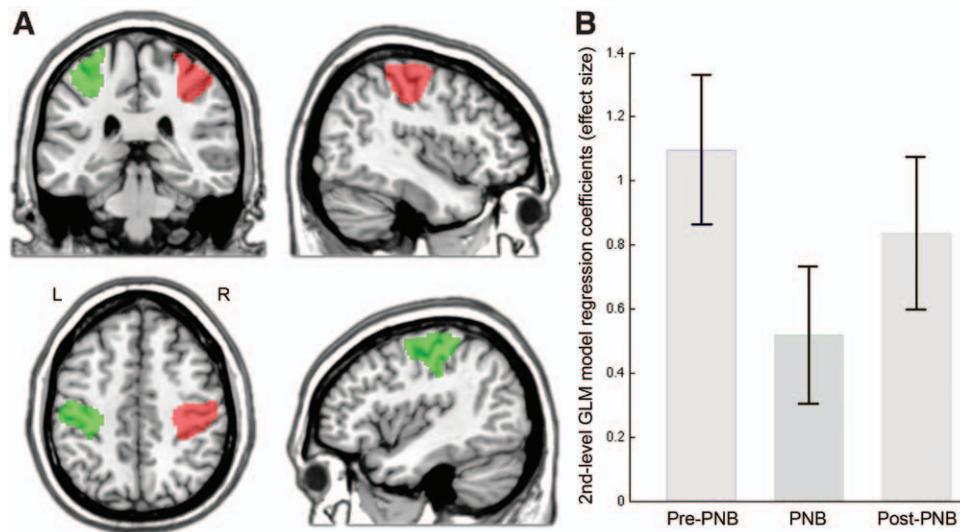 A
B
L
R
2nd-level GLM model regression coefficients (effect size)
1.4
1.2
1
0.8
0.6
0.4
0.2
0
Pre-PNB
PNB
Post-PNB